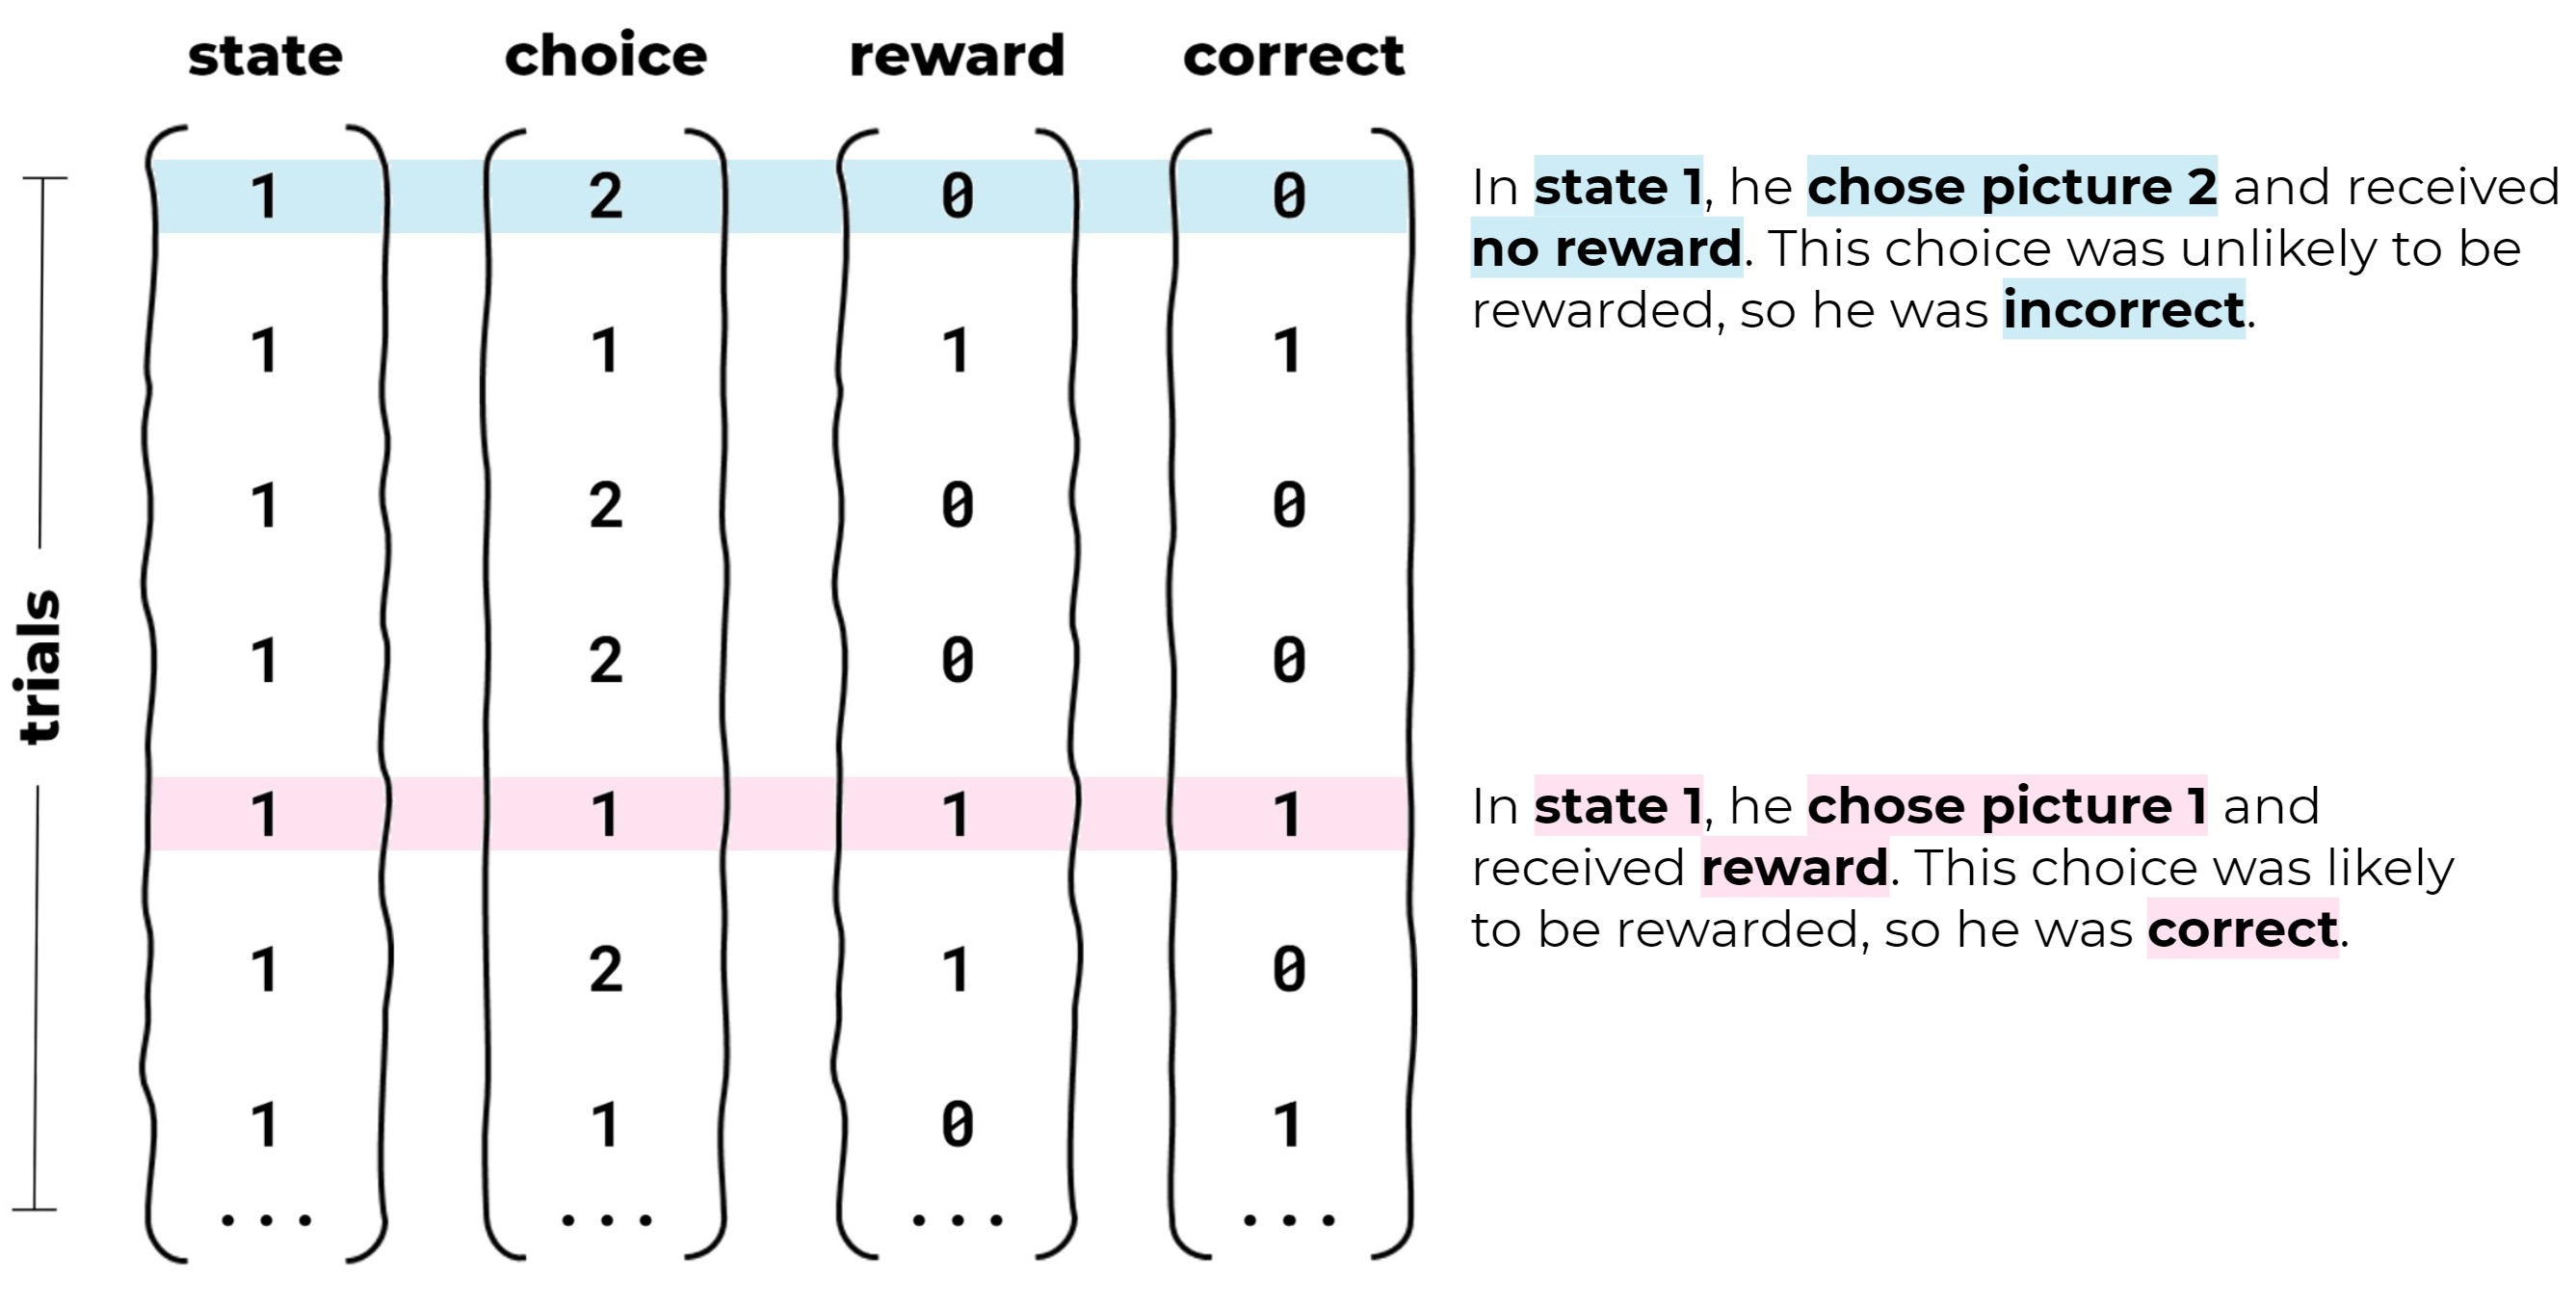 state choice reward correct
1 2 0 0
In state 1, he chose picture 2 and received
no reward. This choice was unlikely to be
rewarded, so he was incorrect.
1 1 1 1
1 2 0 0
trials
1 2 0 0
1 1 1 1
In state 1, he chose picture 1 and
received reward. This choice was likely
to be rewarded, so he was correct.
1 2 1 0
1 1 0 1
... ... ... ...